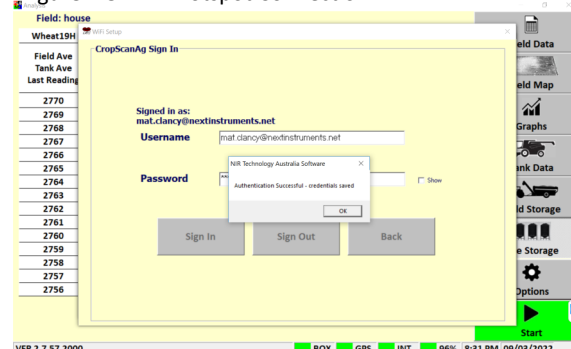 Analysis
Field: house
WiFi Setup
Wheat19H
CropScanAg Sign In
Field Ave
Tank Ave
Last Reading
2770
2769
2768
2767
2766
2765
2764
2763
2762
2761
2760
2759
2758
2757
2756
Signed in as:
mat.clancy@nextinstruments.net
Username
mat.clancy@nextinstruments.net
NIR Technology Australia Software
Authentication Successful - credentials saved
OK
Password
Show
Sign In
Sign Out
Back
eld Data
eld Map
Graphs
ank Data
ld Storage
e Storage
Options
Start
VER 2.7.57.2000
BOX
GPS
INT
96%
8:31 PM 09/03/2022